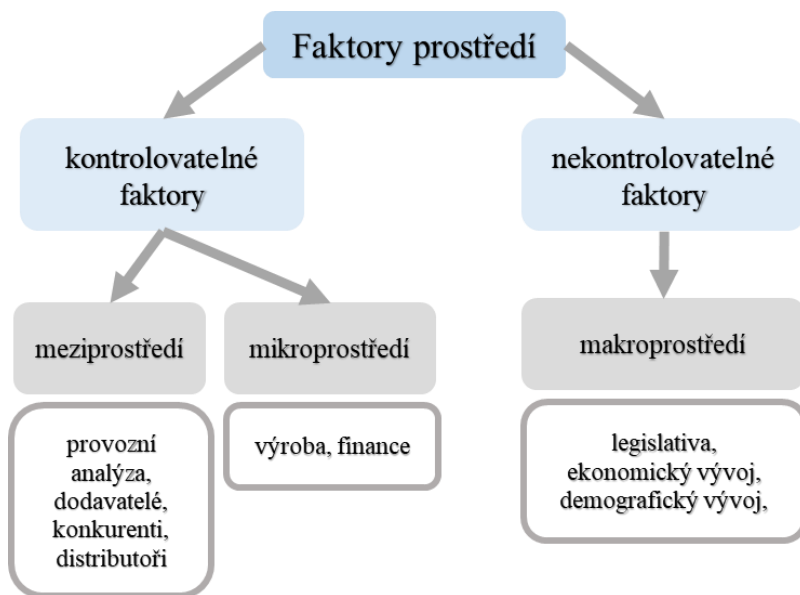 Faktory prostředí
kontrolovatelné
faktory
nekontrolovatelné
faktory
meziprostředí
mikroprostředí
makroprostředí
provozní
analýza,
dodavatelé,
konkurenti,
distributoři
výroba, finance
legislativa,
ekonomický vývoj,
demografický vývoj,